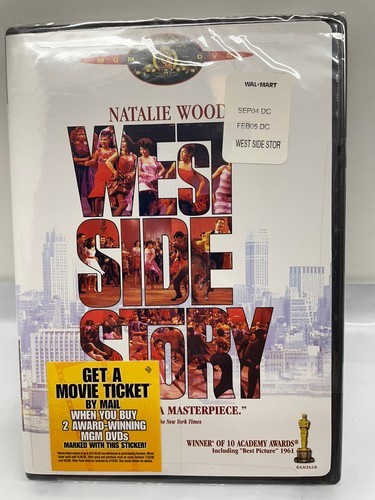 MGM DVD
WAL★MART
SEP04 DC
FEB05 DC
WEST SIDE STOR
NATALIE WOOD
WEST
SIDE
STORY
GET A
MOVIE TICKET
BY MAIL
WHEN YOU BUY
2 AWARD-WINNING
MGM DVDs
MARKED WITH THIS STICKER!
A MASTERPIECE."
The New York Times
WINNER OF 10 ACADEMY AWARDS®
Including "Best Picture" 1961